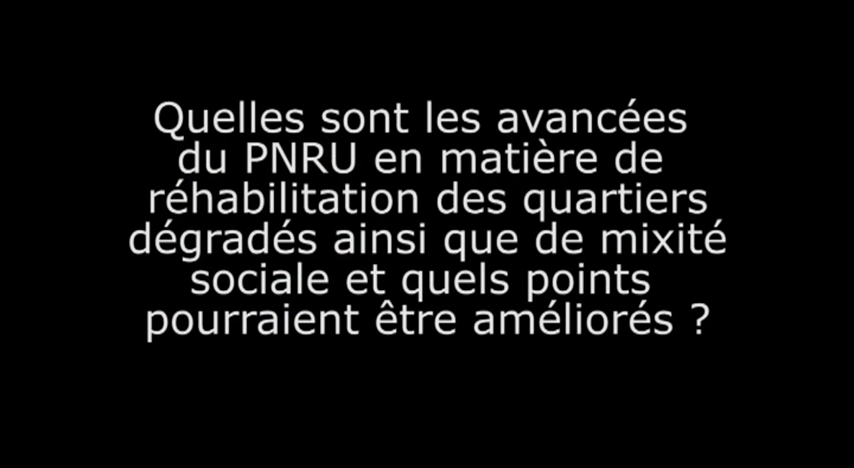 Quelles sont les avancées
du PNRU en matière de
réhabilitation des quartiers
dégradés ainsi que de mixité
sociale et quels points
pourraient être améliorés ?